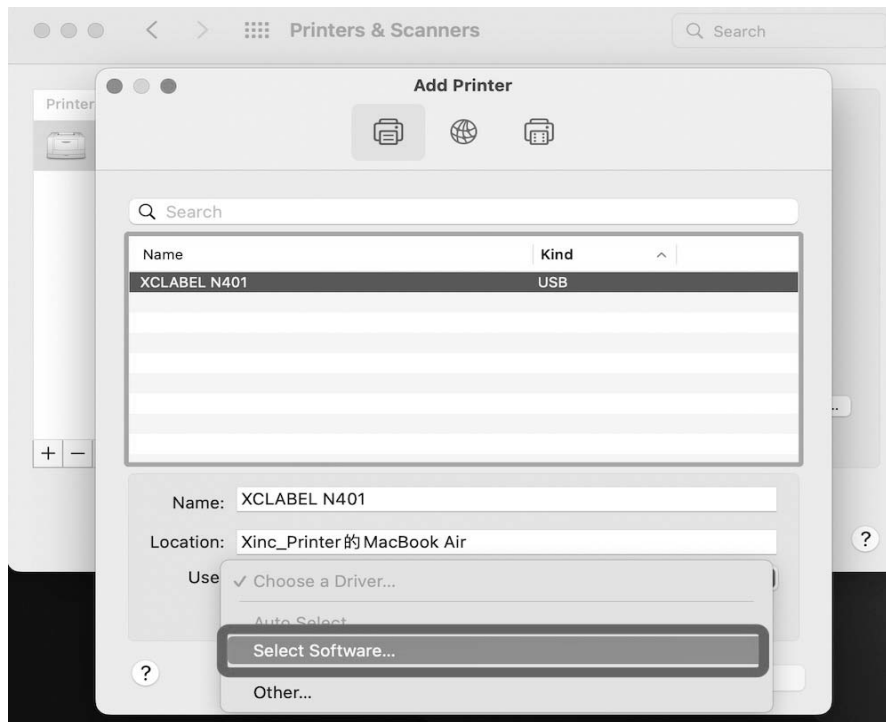 Printers & Scanners
Search
Add Printer
Printer
Search
Name Kind
XCLABEL N401 USB
..
+ −
Name: XCLABEL N401
Location: Xinc_Printer的MacBook Air
?
Use
✓ Choose a Driver...
Auto Select
Select Software...
?
Other...